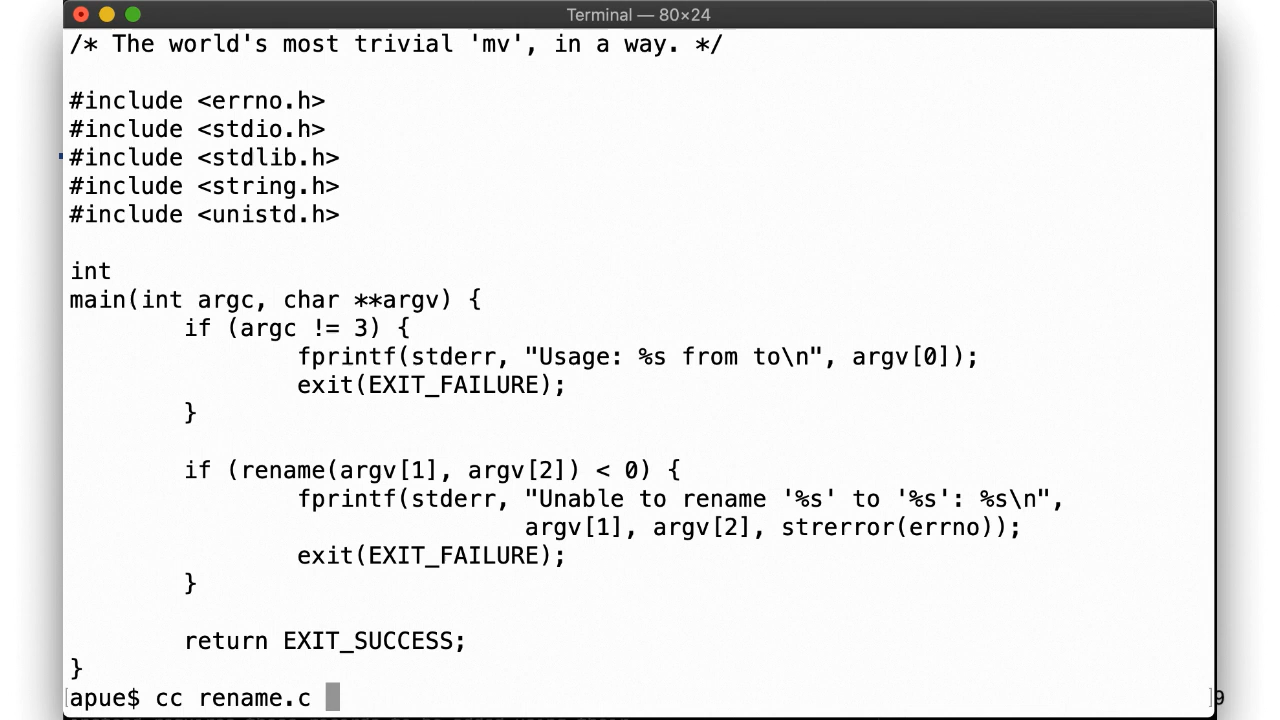 Terminal — 80×24
/* The world's most trivial 'mv', in a way. */
#include <errno.h>
#include <stdio.h>
#include <stdlib.h>
#include <string.h>
#include <unistd.h>
int
main(int argc, char **argv) {
if (argc != 3) {
fprintf(stderr, "Usage: %s from to\n", argv[0]);
exit(EXIT_FAILURE);
}
if (rename(argv[1], argv[2]) < 0) {
fprintf(stderr, "Unable to rename '%s' to '%s': %s\n",
argv[1], argv[2], strerror(errno));
exit(EXIT_FAILURE);
}
return EXIT_SUCCESS;
}
[apue$ cc rename.c ]9